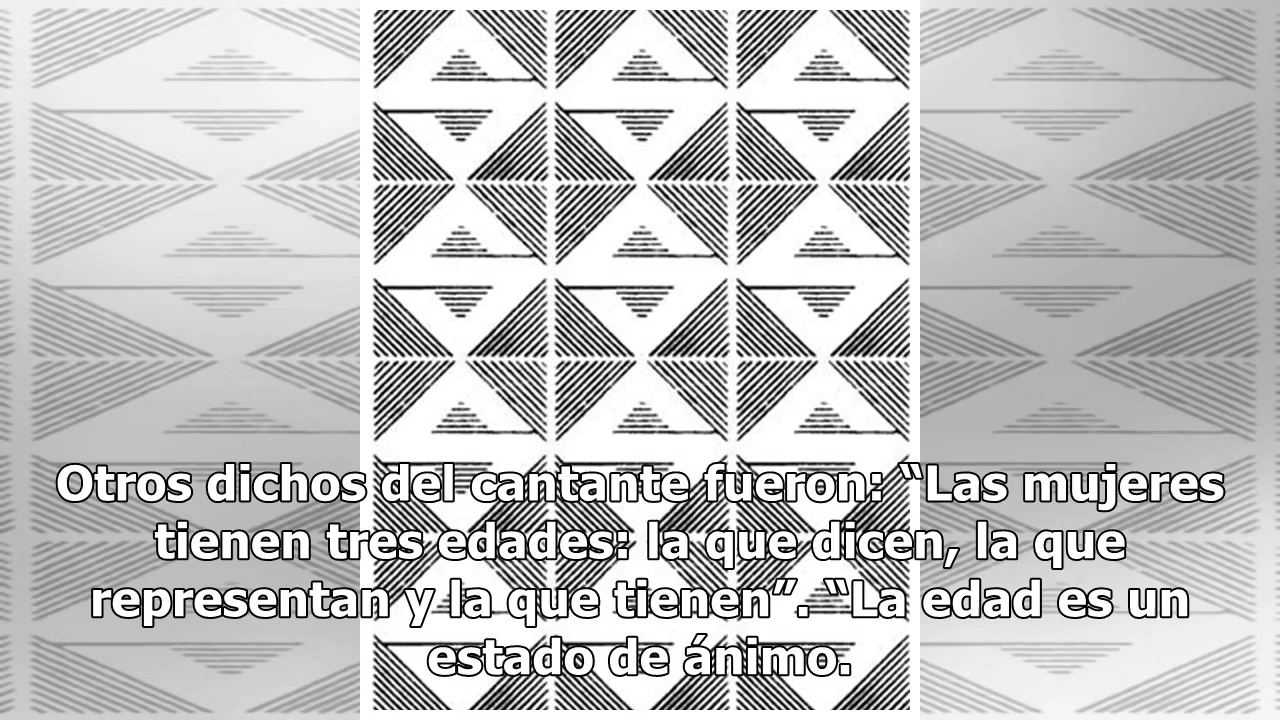 Otros dichos del cantante fueron: “Las mujeres
tienen tres edades: la que dicen, la que
representan y la que tienen”. “La edad es un
estado de ánimo.